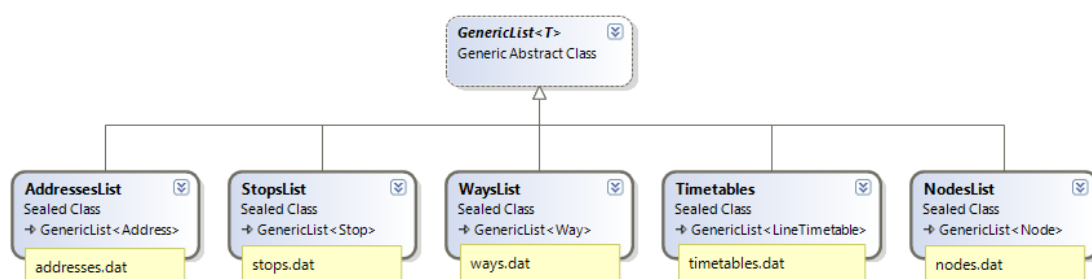 GenericList<T>
Generic Abstract Class
AddressesList
Sealed Class
GenericList<Address>
addresses.dat
StopsList
Sealed Class
GenericList<Stop>
stops.dat
WaysList
Sealed Class
GenericList<Way>
ways.dat
Timetables
Sealed Class
GenericList<LineTimetable>
timetables.dat
NodesList
Sealed Class
GenericList<Node>
nodes.dat